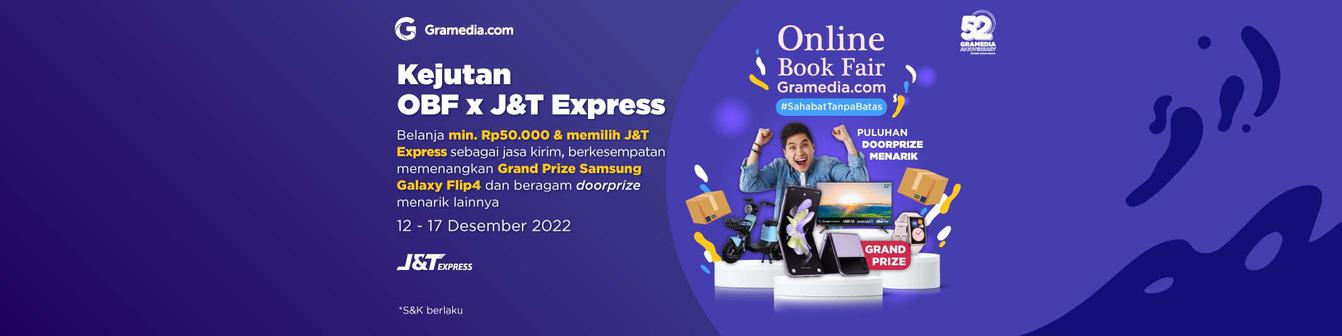 Gramedia.com
Kejutan
OBF x J&T Express
Belanja min. Rp50.000 & memilih J&T
Express sebagai jasa kirim, berkesempatan
memenangkan Grand Prize Samsung
Galaxy Flip4 dan beragam doorprize
menarik lainnya
12 - 17 Desember 2022
J&T EXPRESS
*S&K berlaku
Online
Book Fair
Gramedia.com
#SahabatTanpaBatas
PULUHAN
DOORPRIZE
MENARIK
32"
GRAND
PRIZE
52
GRAMEDIA
ANNIVERSARY